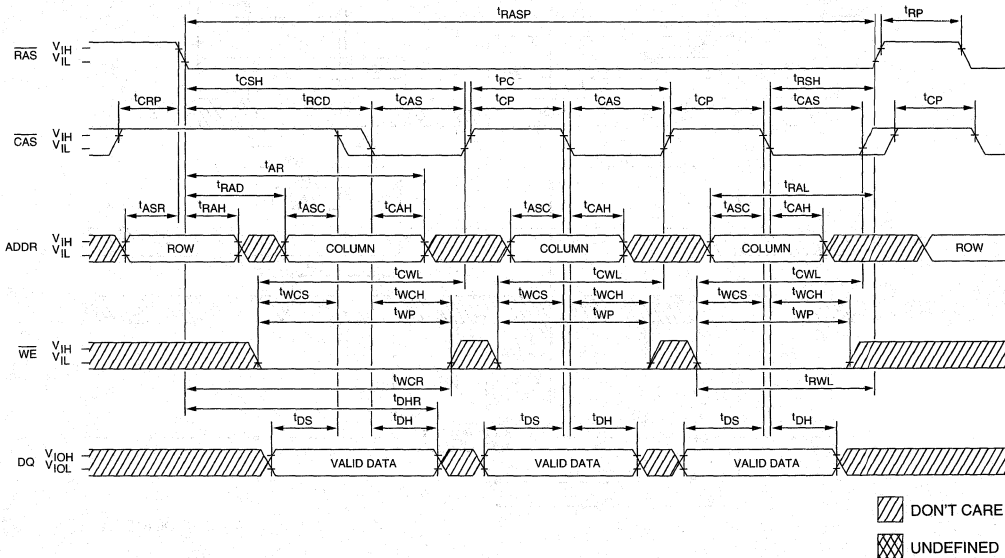 tRASP tRP
RAS VIH VIL
tCSH tPC tRSH
tCRP tRCD tCAS tCP tCAS tCP tCAS tCP
CAS VIH VIL
tAR
tRAD tRAL
tASR tRAH tASC tCAH tASC tCAH tASC tCAH
ADDR VIH VIL ROW COLUMN COLUMN COLUMN ROW
tCWL tCWL tCWL
tWCS tWCH tWCS tWCH tWCS tWCH
tWP tWP tWP
WE VIH VIL
tWCR tRWL
tDHR
tDS tDH tDS tDH tDS tDH
DQ VIOH VIOL VALID DATA VALID DATA VALID DATA
DON'T CARE
UNDEFINED